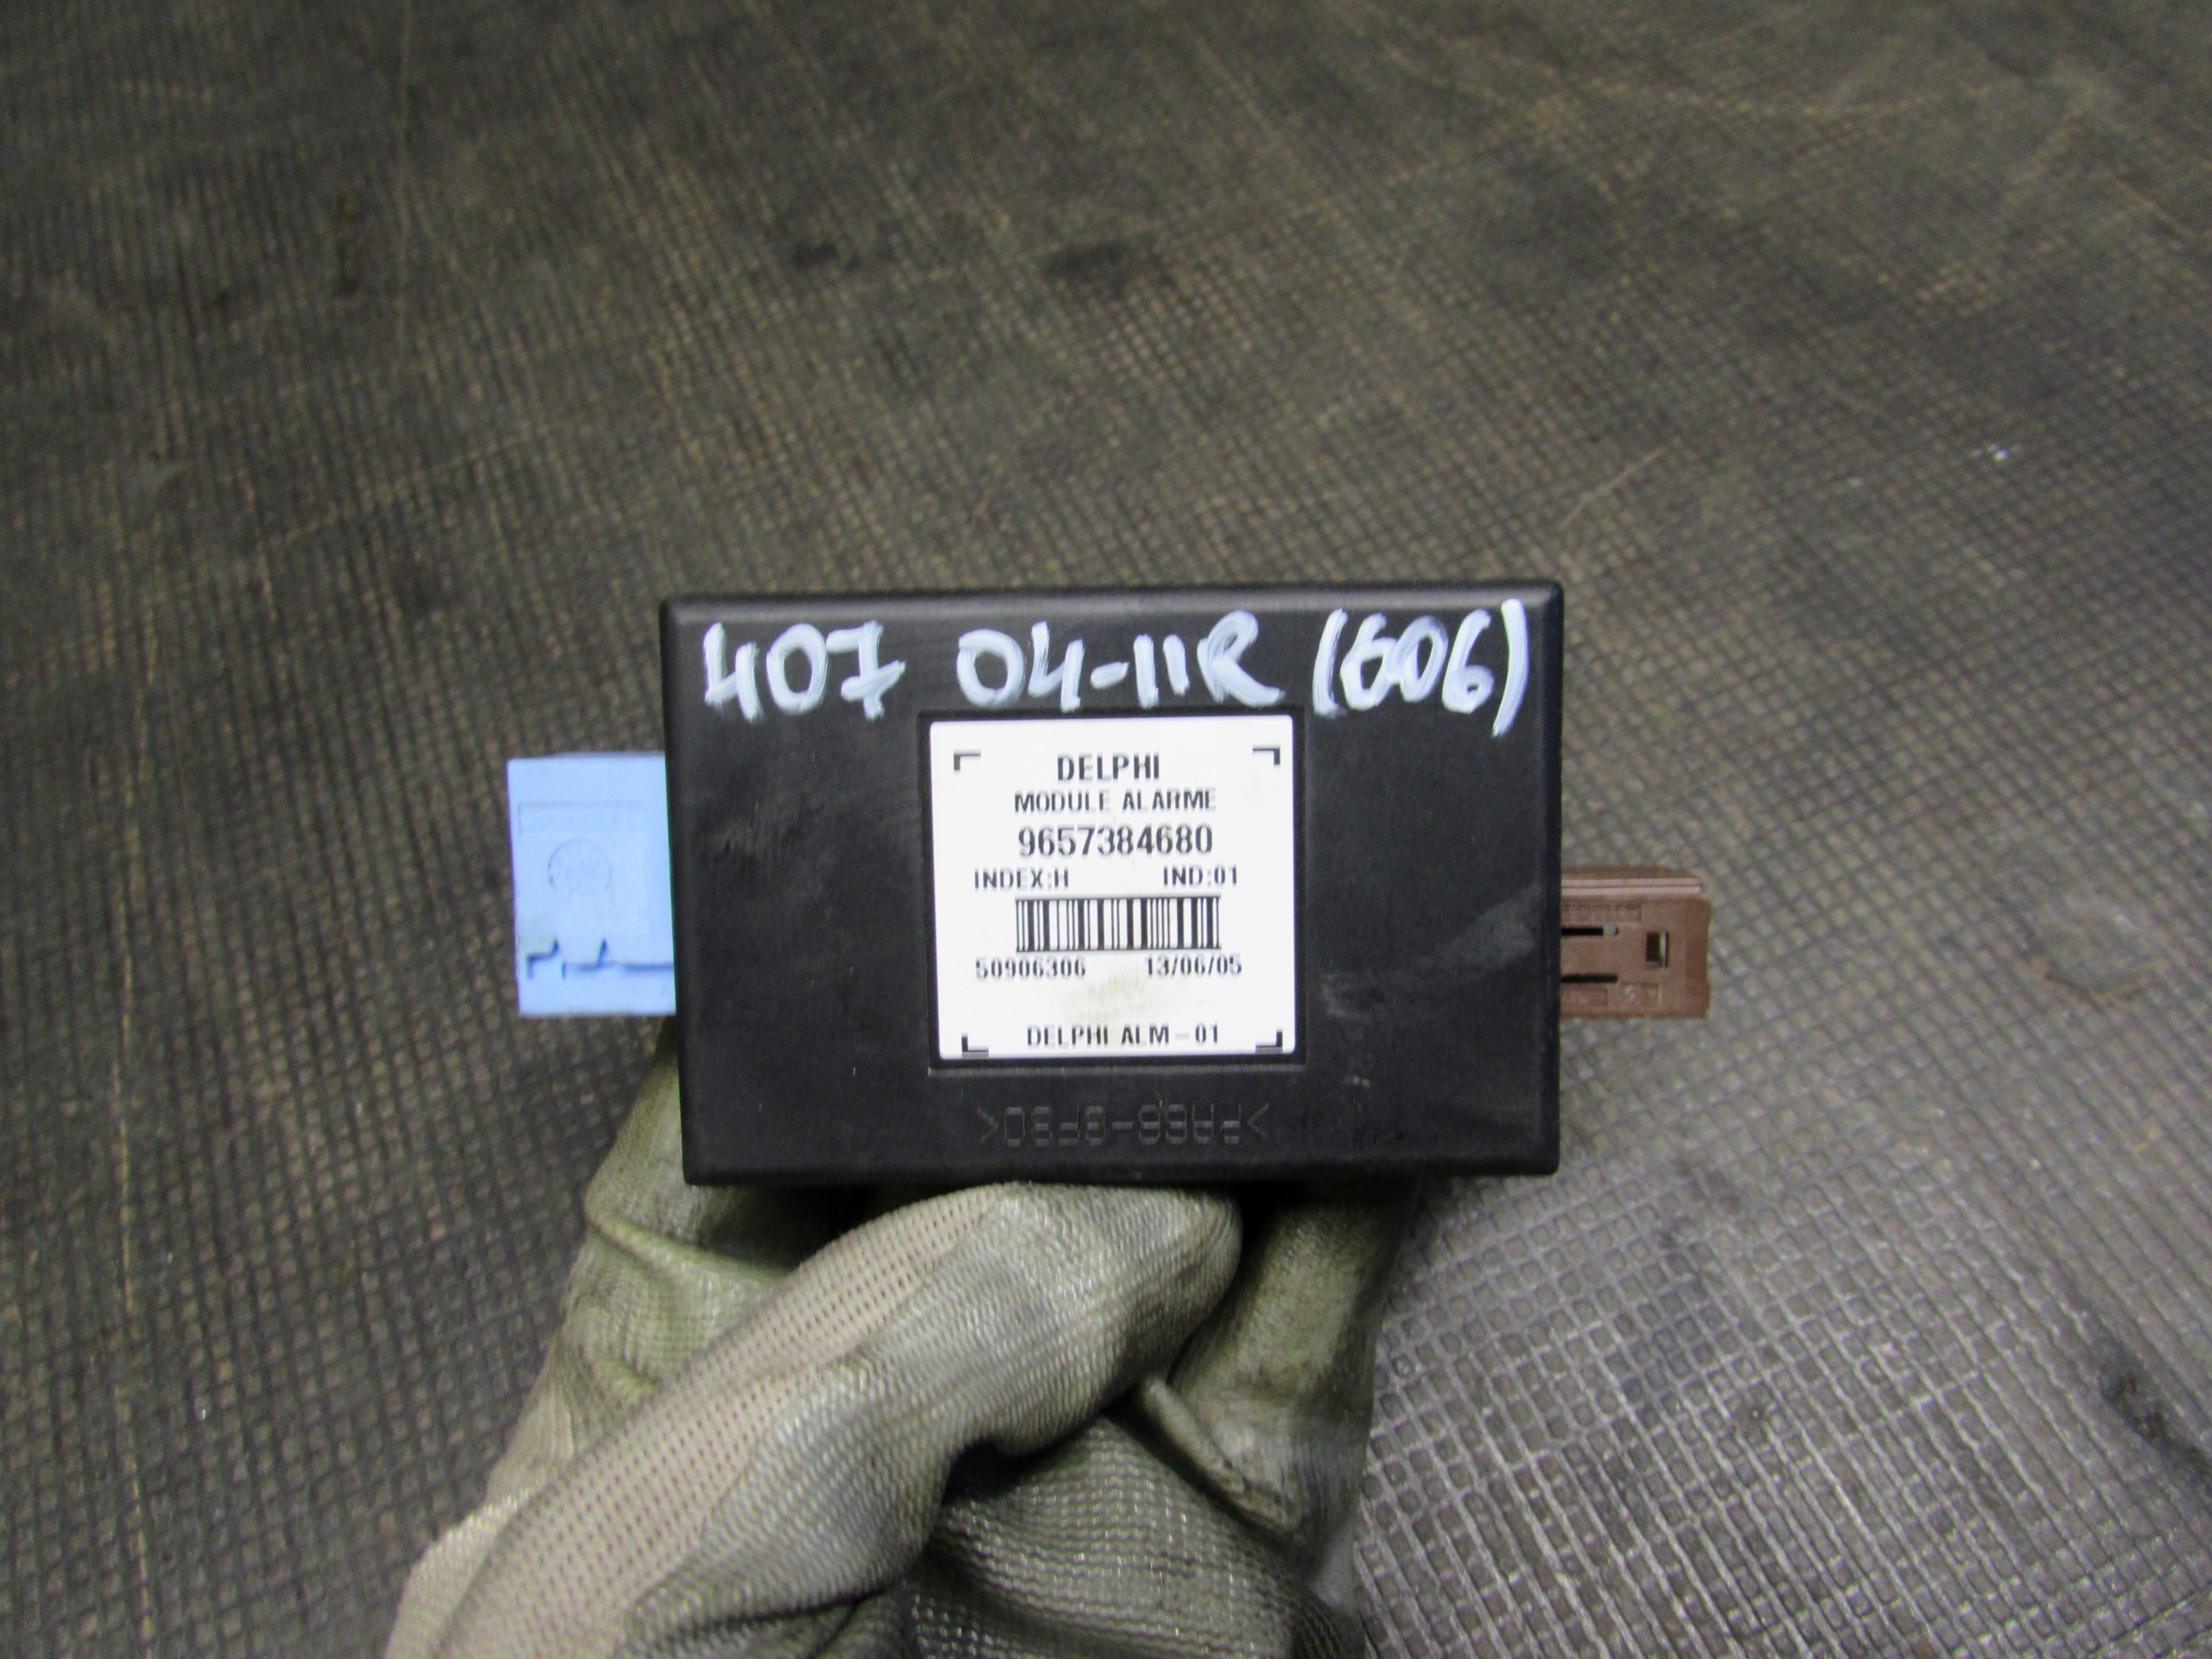 407 04-11R (606)
DELPHI
MODULE ALARME
9657384680
INDEX:H IND:01
50906306 13/06/05
DELPHI ALM-01
>PA66-GF30<